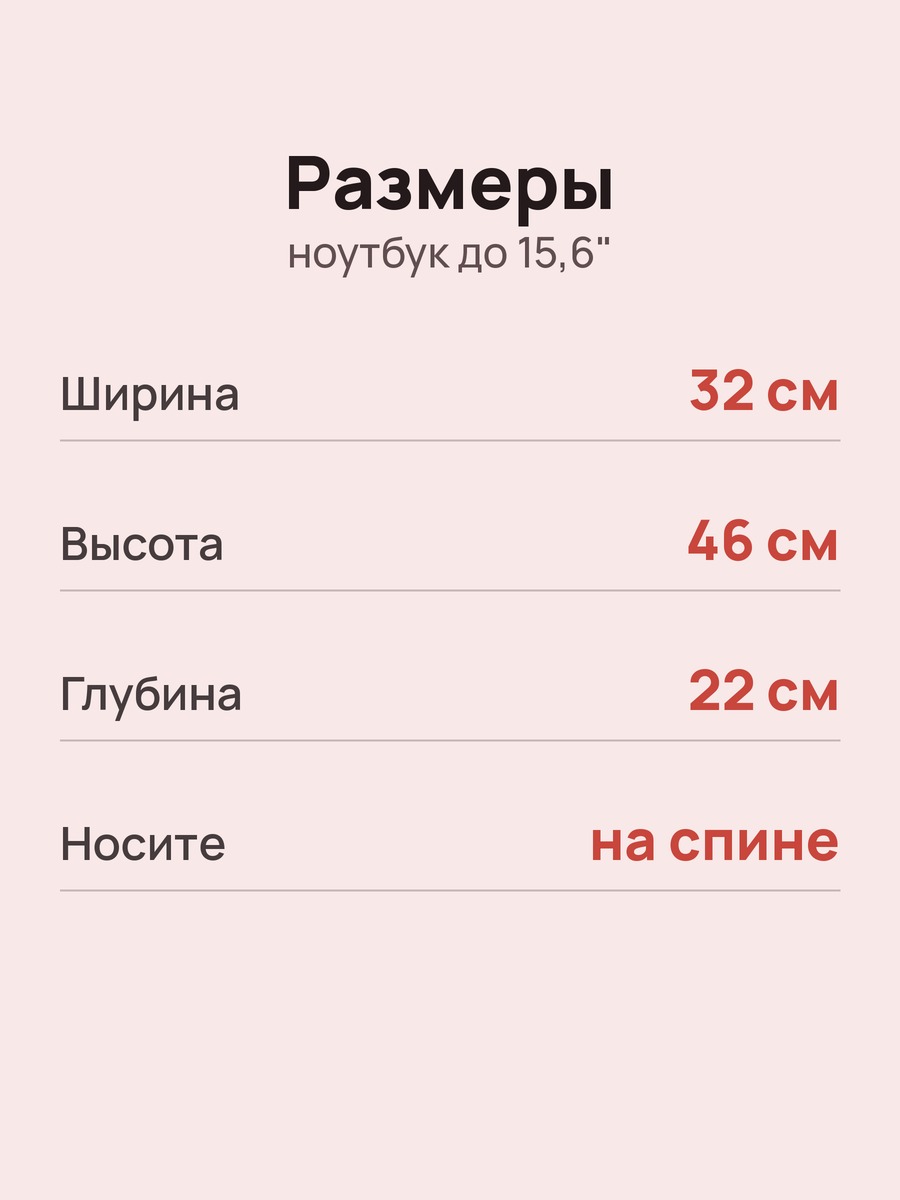 Размеры
ноутбук до 15,6"
Ширина 32 см
Высота 46 см
Глубина 22 см
Носите на спине